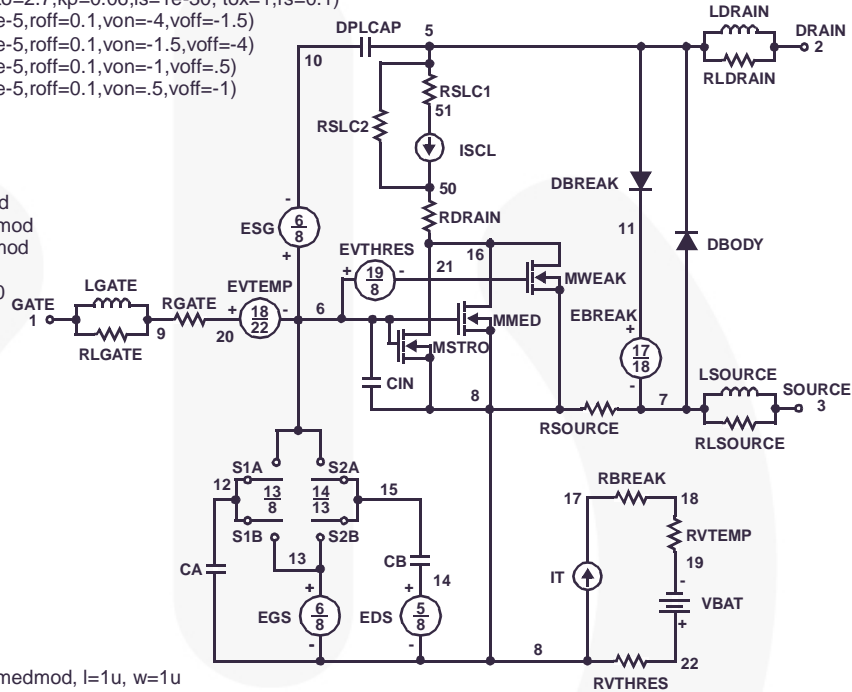 to=2.7,kp=0.06,is=1e-30, tox=1,rs=0.1)
e-5,roff=0.1,von=-4,voff=-1.5)
e-5,roff=0.1,von=-1.5,voff=-4)
e-5,roff=0.1,von=-1,voff=.5)
e-5,roff=0.1,von=.5,voff=-1)
d
mod
nod
0
LDRAIN
DPLCAP
5
DRAIN
2
10
RLDRAIN
RSLC1
51
RSLC2
ISCL
50
DBREAK
RDRAIN
ESG
6
8
-
+
11
DBODY
EVTHRES
16
+
19
8
-
21
MWEAK
LGATE
EVTEMP
GATE
1
RGATE
+
18
22
-
6
EBREAK
+
MMED
9
20
MSTRO
17
18
-
RLGATE
CIN
LSOURCE
SOURCE
8
7
3
RSOURCE
RLSOURCE
S1A
S2A
12
13
8
14
13
15
17
RBREAK
18
S1B
S2B
RVTEMP
13
CB
19
CA
14
IT
-
+
+
VBAT
EGS
6
8
EDS
5
8
+
-
-
8
22
RVTHRES
medmod, l=1u, w=1u